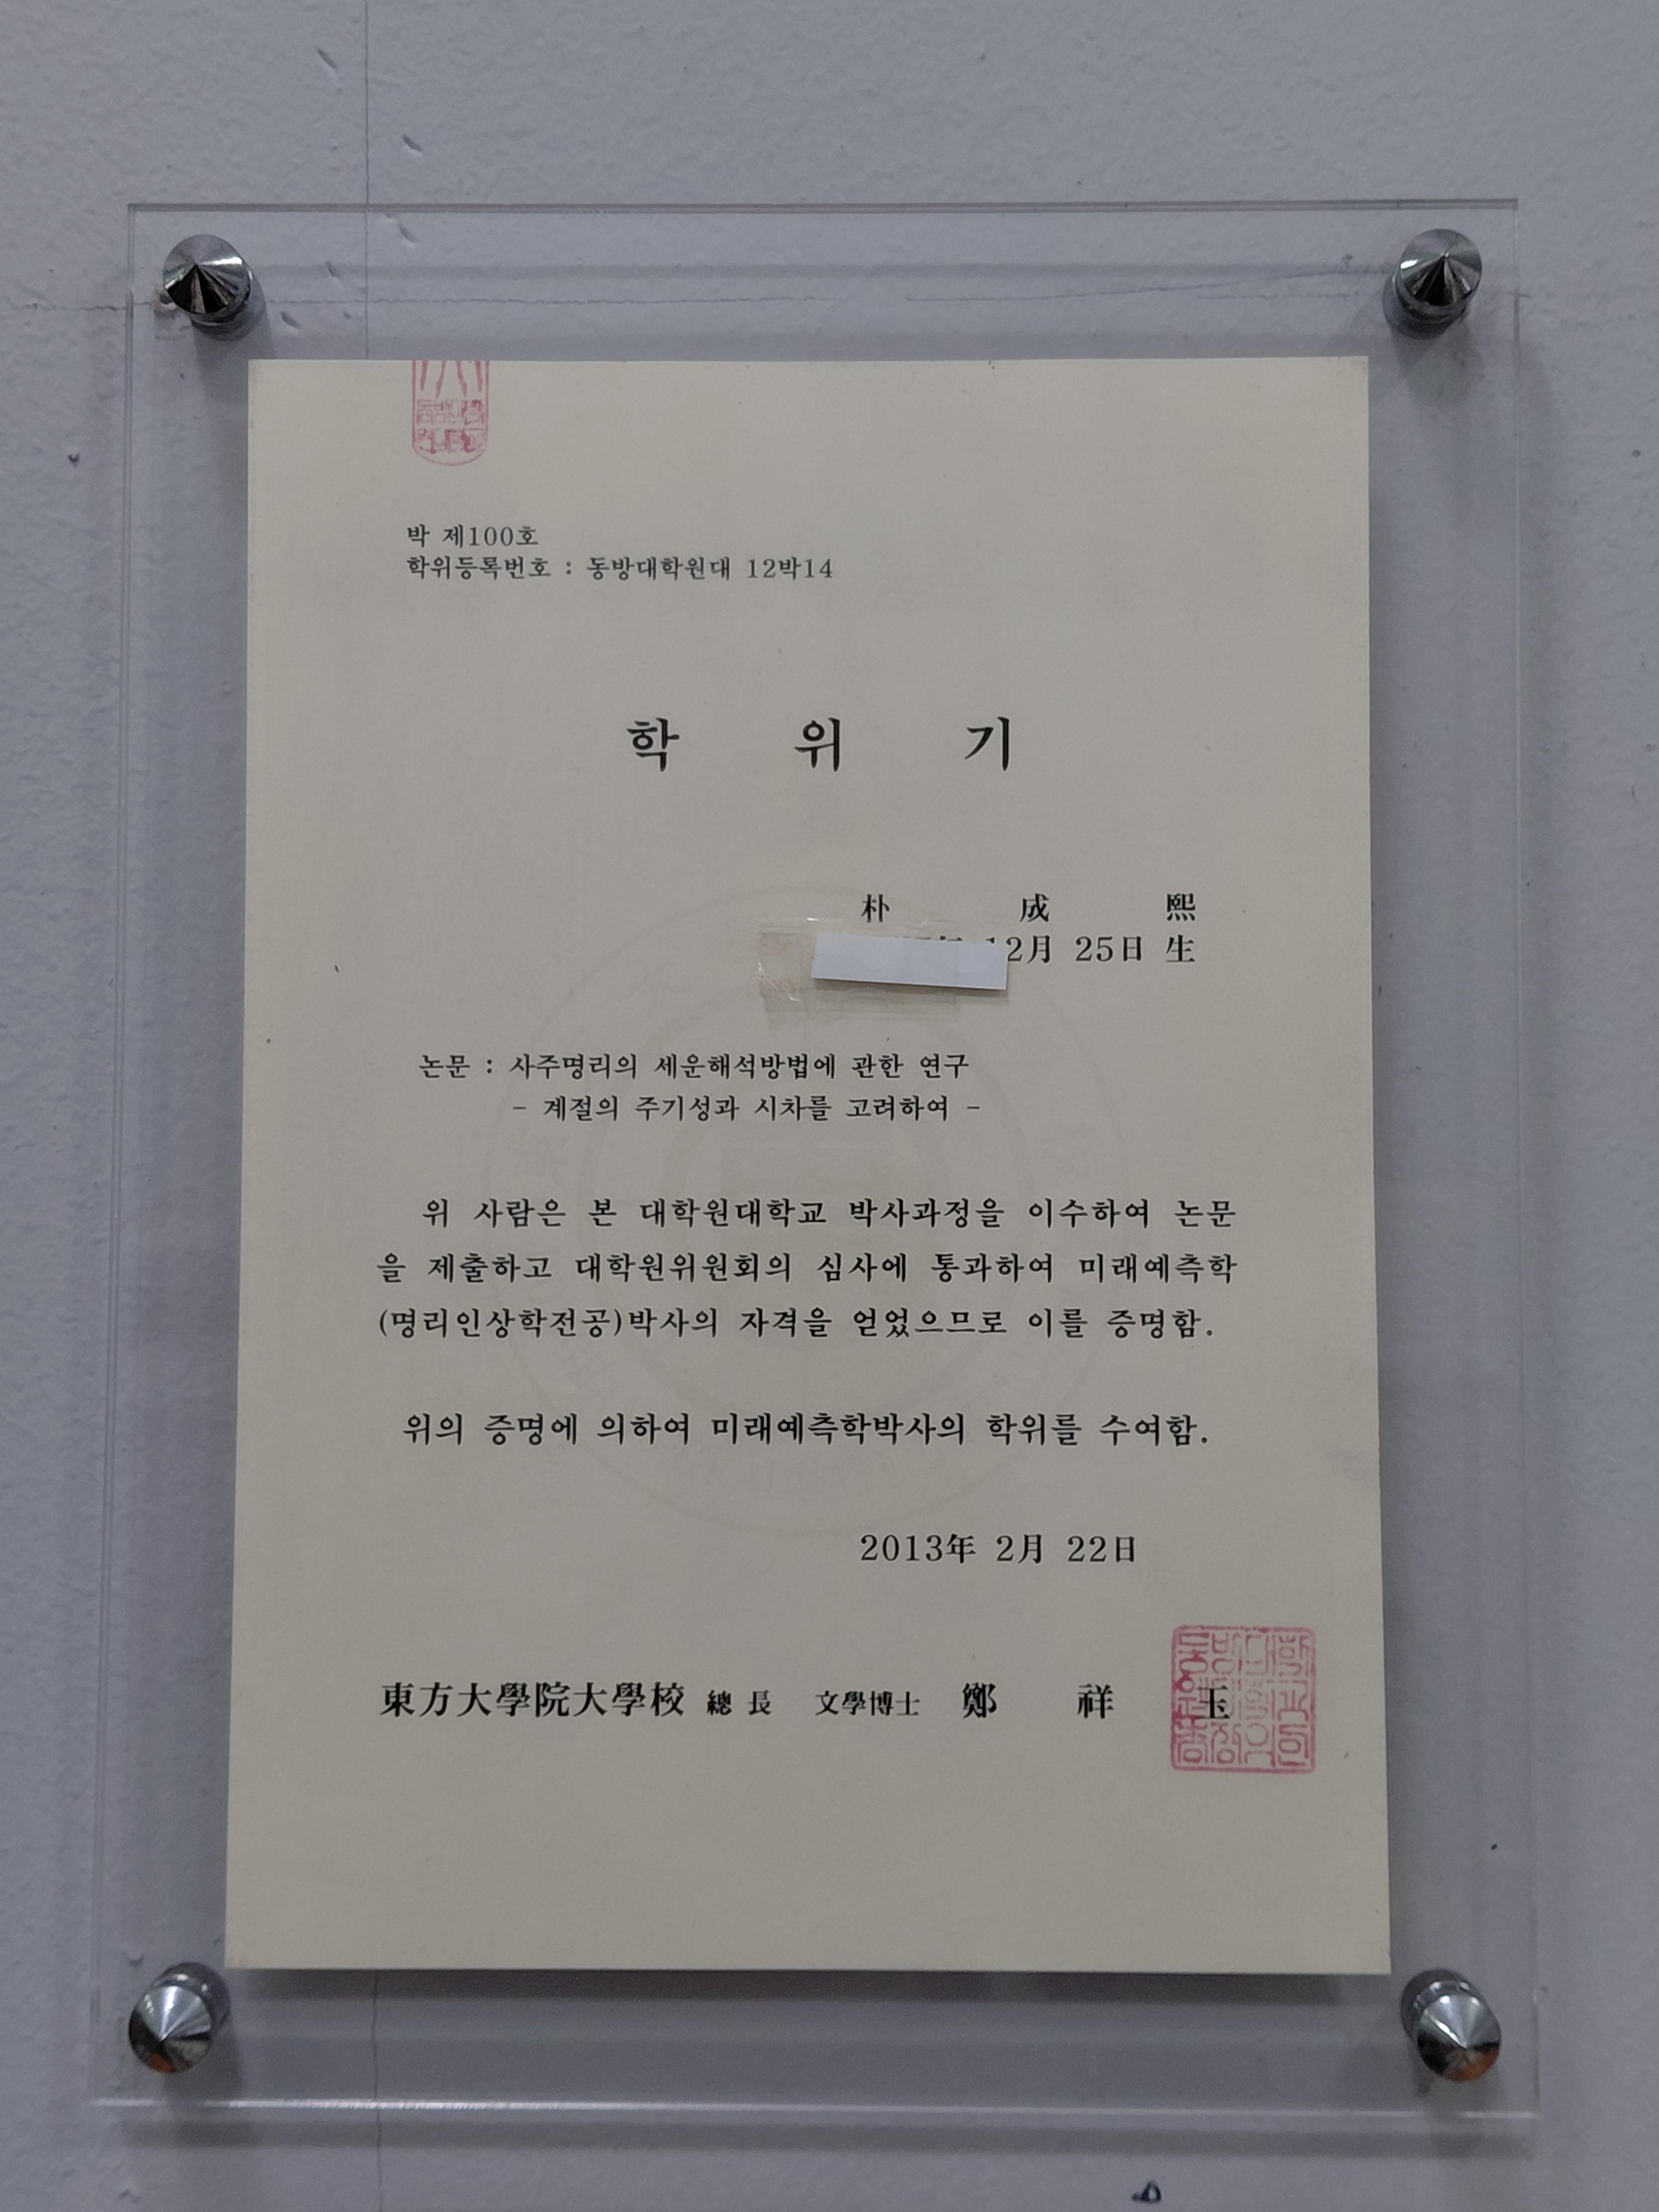 박 제100호
학위등록번호 : 동방대학원대 12박14
학 위 기
朴 成 熙
12月 25日 生
논문 : 사주명리의 세운해석방법에 관한 연구
- 계절의 주기성과 시차를 고려하여 -
위 사람은 본 대학원대학교 박사과정을 이수하여 논문
을 제출하고 대학원위원회의 심사에 통과하여 미래예측학
(명리인상학전공)박사의 자격을 얻었으므로 이를 증명함.
위의 증명에 의하여 미래예측학박사의 학위를 수여함.
2013年 2月 22日
東方大學院大學校 總 長 文學博士 鄭 祥 玉